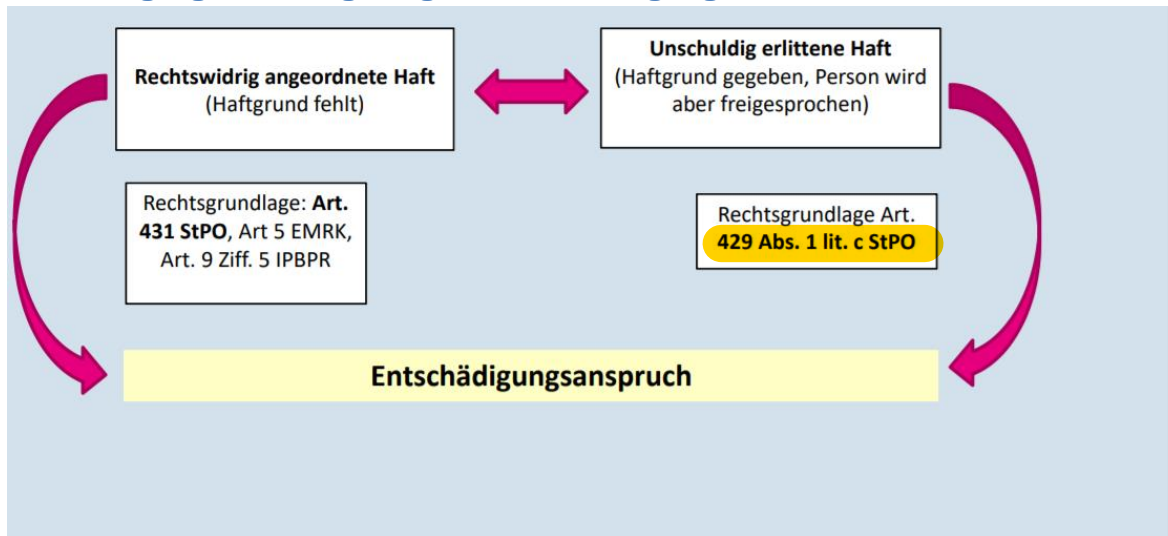 Rechtswidrig angeordnete Haft
(Haftgrund fehlt)
Unschuldig erlittene Haft
(Haftgrund gegeben, Person wird
aber freigesprochen)
Rechtsgrundlage: Art.
431 StPO, Art 5 EMRK,
Art. 9 Ziff. 5 IPBPR
Rechtsgrundlage Art.
429 Abs. 1 lit. c StPO
Entschädigungsanspruch